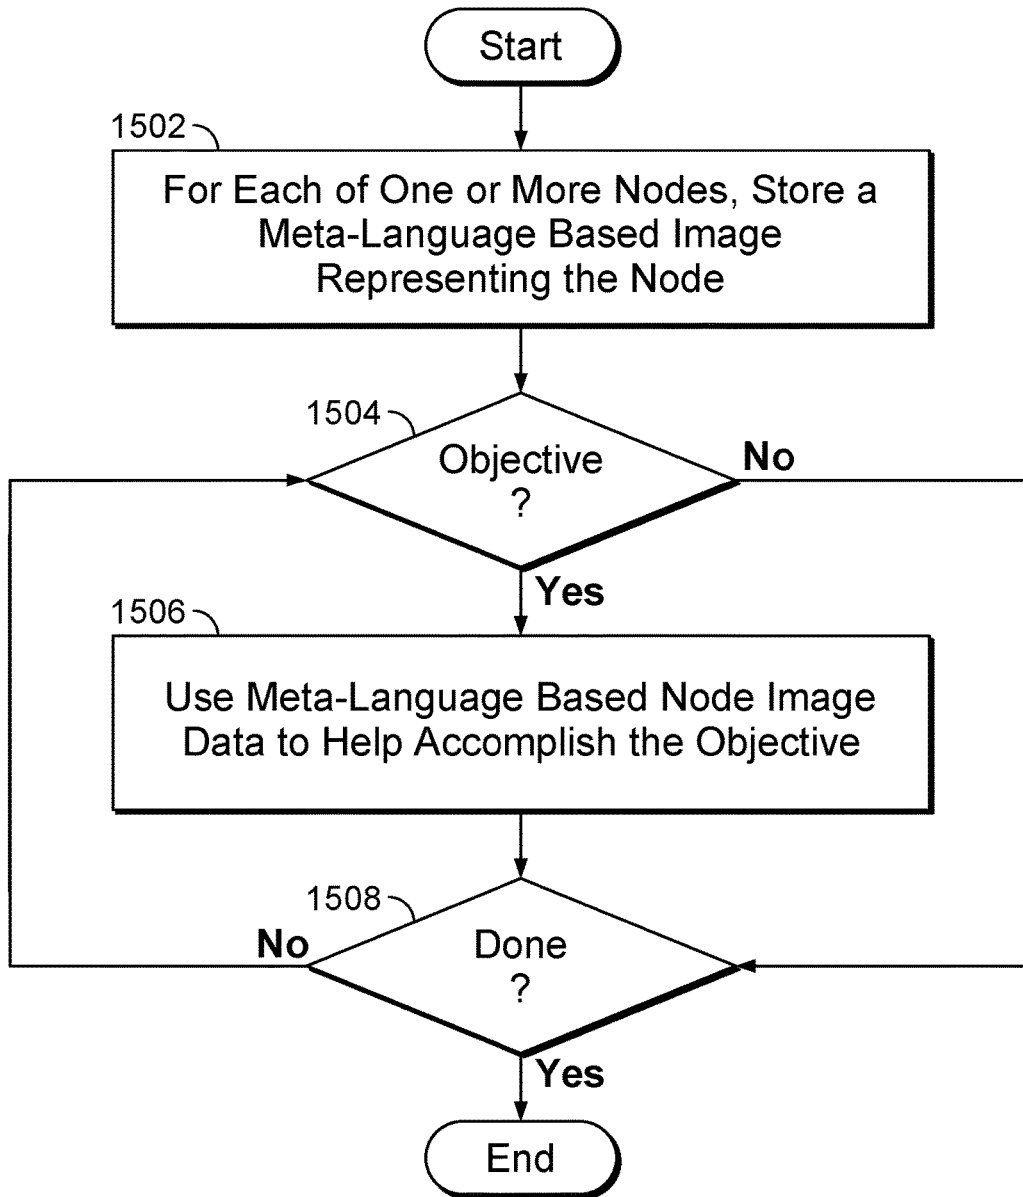 Start
1502
For Each of One or More Nodes, Store a
Meta-Language Based Image
Representing the Node
1504
Objective
?
No
Yes
1506
Use Meta-Language Based Node Image
Data to Help Accomplish the Objective
1508
No
Done
?
Yes
End